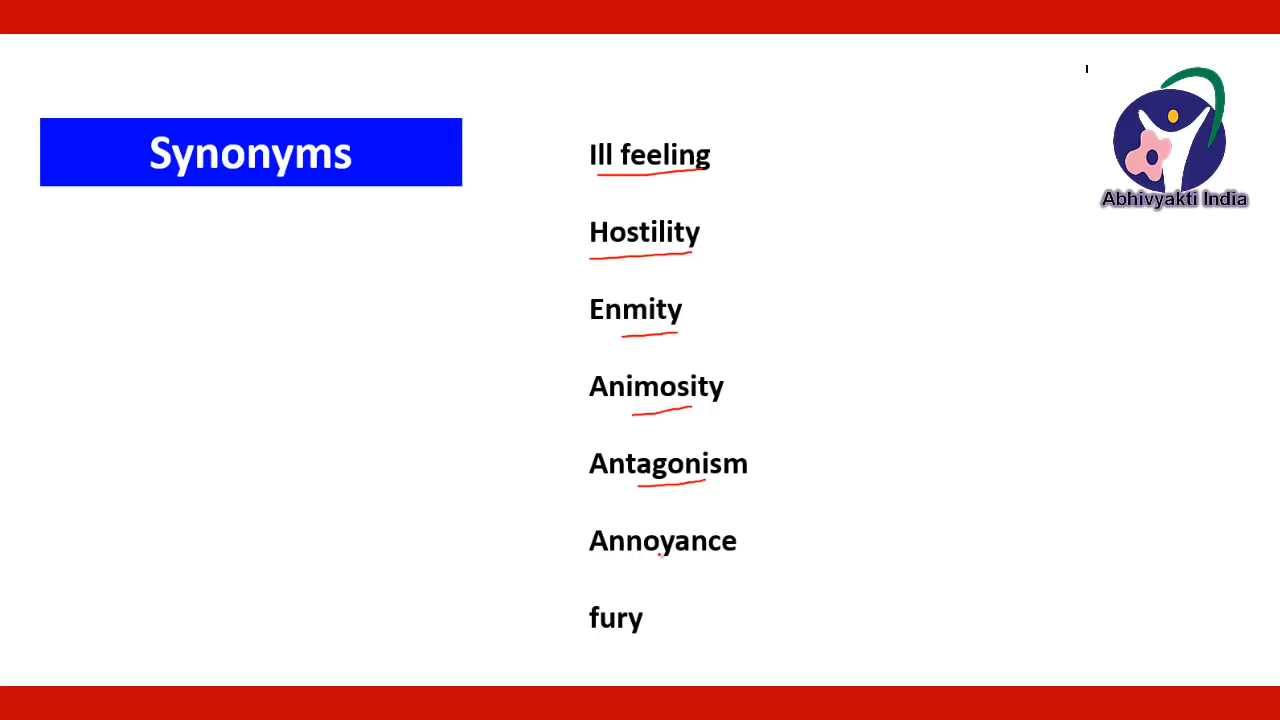 Synonyms
Ill feeling
Hostility
Enmity
Animosity
Antagonism
Annoyance
fury
Abhivyakti India